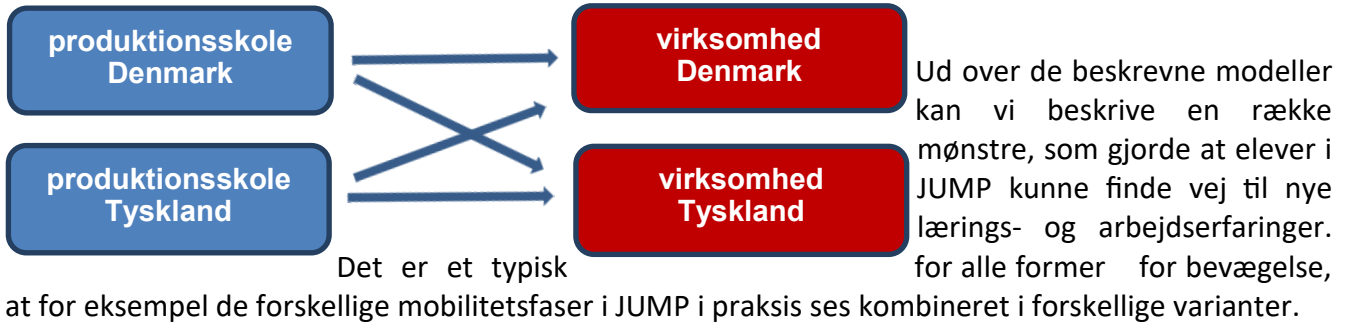 produktionsskole
Denmark
virksomhed
Denmark
produktionsskole
Tyskland
virksomhed
Tyskland
Ud over de beskrevne modeller
kan vi beskrive en række
mønstre, som gjorde at elever i
JUMP kunne finde vej til nye
lærings- og arbejdserfaringer.
Det er et typisk for alle former for bevægelse,
at for eksempel de forskellige mobilitetsfaser i JUMP i praksis ses kombineret i forskellige varianter.